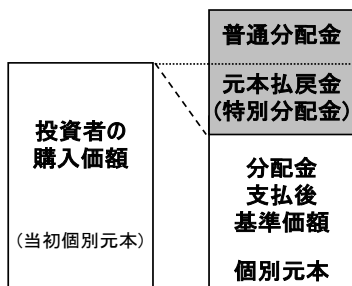 投資者の
購入価額
(当初個別元本)
普通分配金
元本払戻金
(特別分配金)
分配金
支払後
基準価額
個別元本